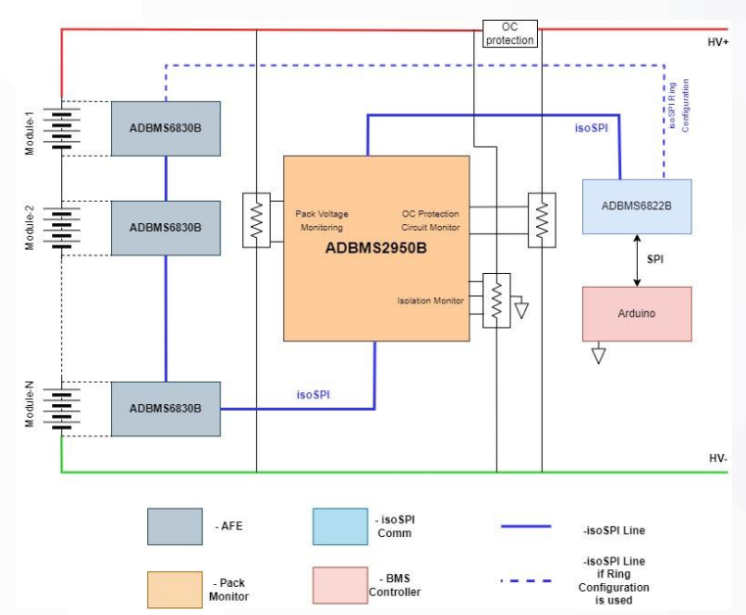 OC
protection
HV+
isoSPI Ring
Configuration
Module-1
ADBMS6830B
isoSPI
Module-2
ADBMS6830B
Pack Voltage
Monitoring
OC Protection
Circuit Monitor
ADBMS2950B
Isolation Monitor
ADBMS6822B
SPI
Arduino
Module-N
ADBMS6830B
isoSPI
HV-
- AFE
- isoSPI
Comm
-isoSPI Line
- Pack
Monitor
- BMS
Controller
-isoSPI Line
if Ring
Configuration
is used